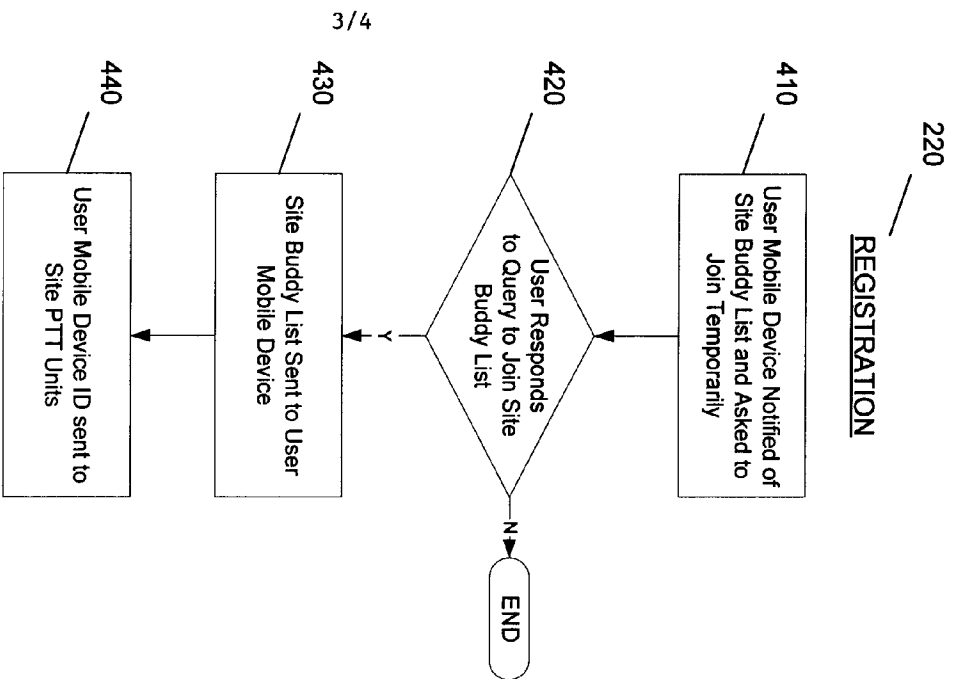 3/4
220
REGISTRATION
410
User Mobile Device Notified of
Site Buddy List and Asked to
Join Temporarily
420
User Responds
to Query to Join Site
Buddy List
N
END
Y
430
Site Buddy List Sent to User
Mobile Device
440
User Mobile Device ID sent to
Site PTT Units